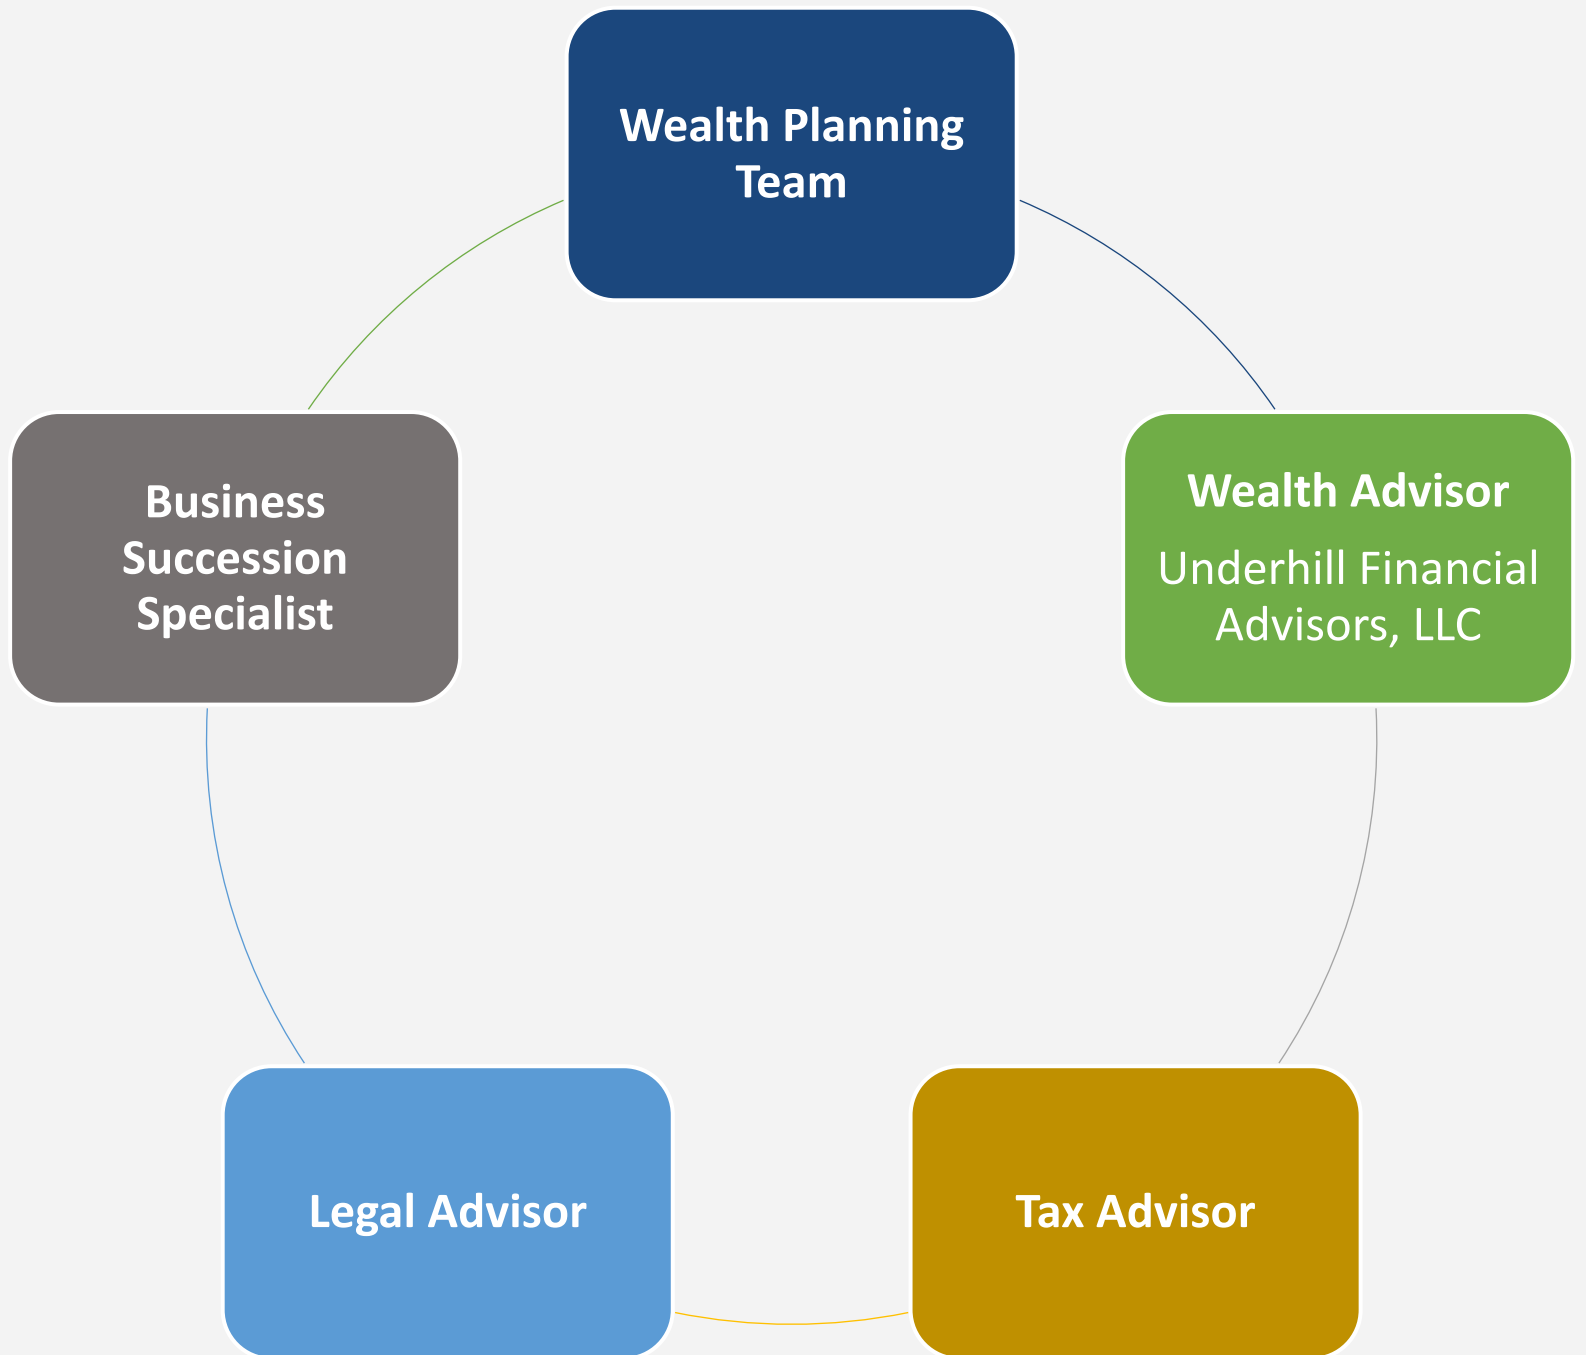 Wealth Planning
Team
Wealth Advisor
Underhill Financial
Advisors, LLC
Tax Advisor
Legal Advisor
Business
Succession
Specialist